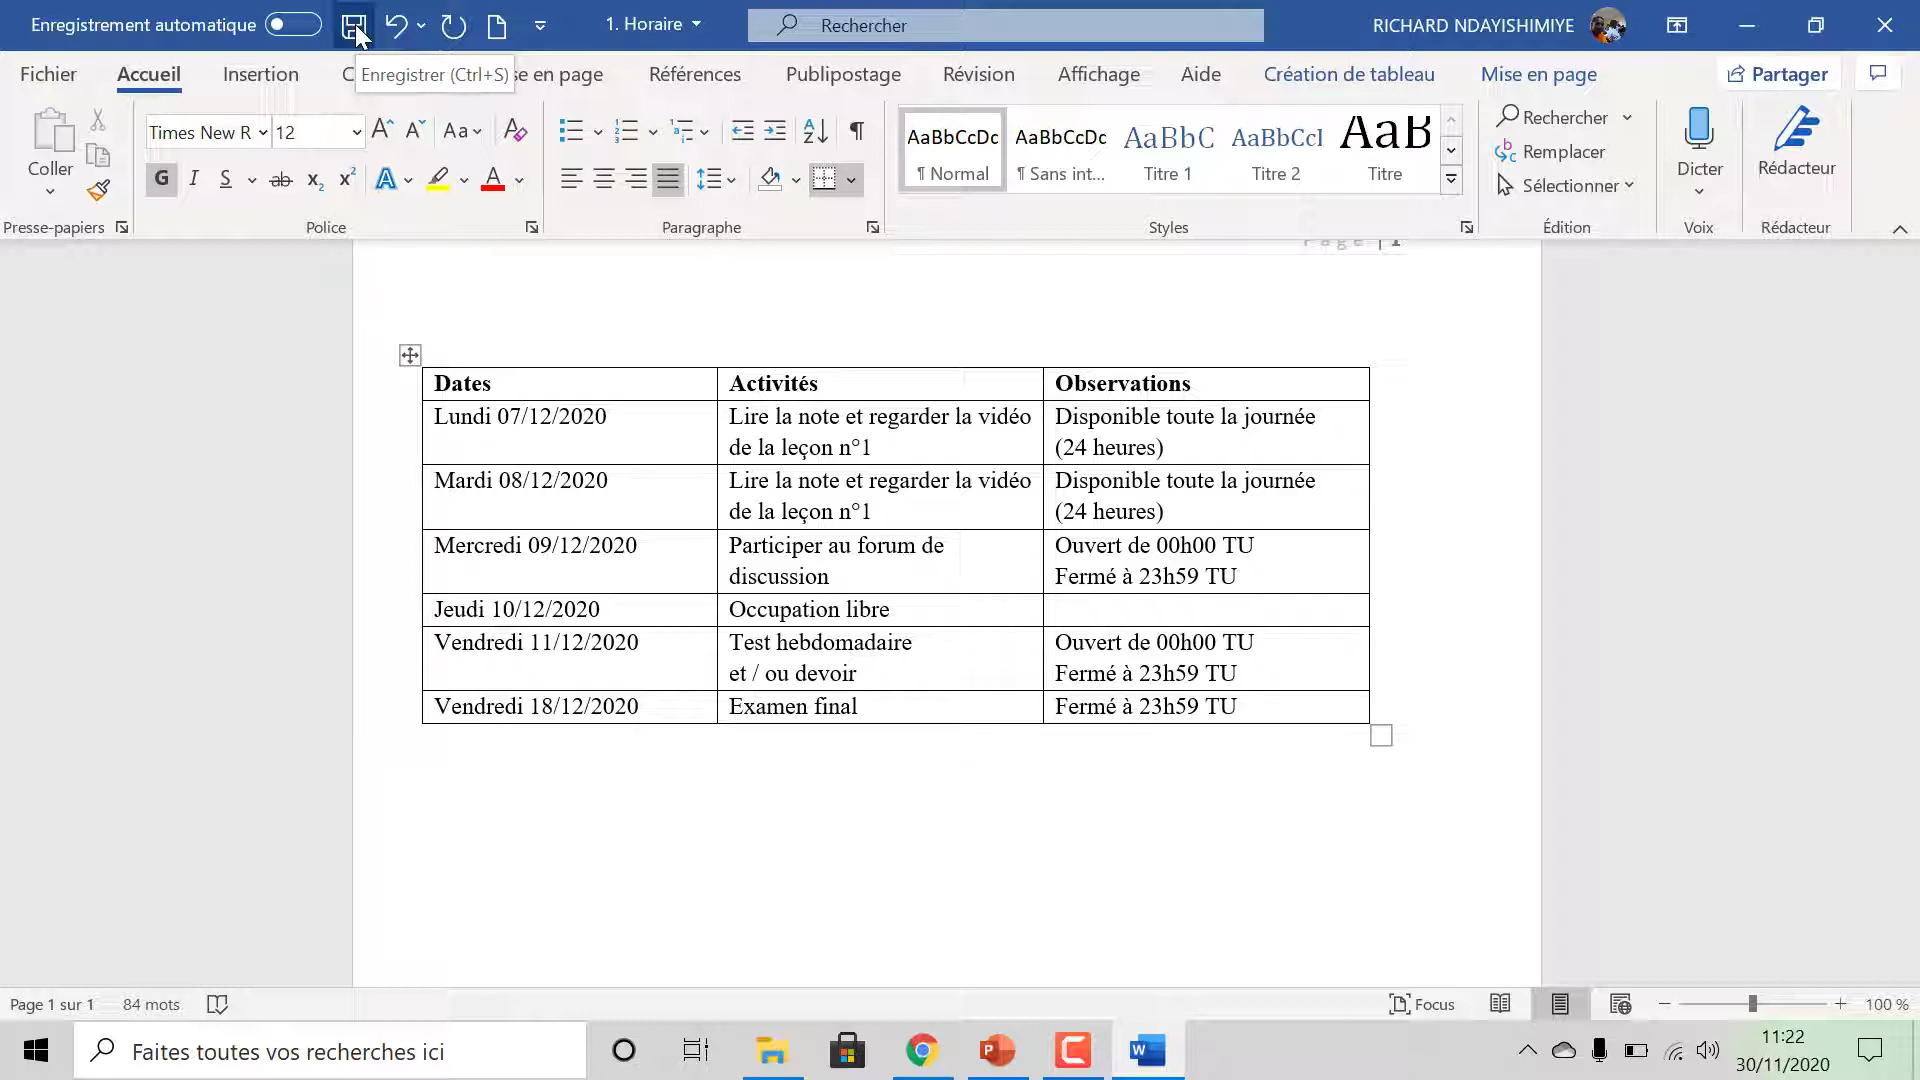 Enregistrement automatique
1. Horaire
Rechercher
RICHARD NDAYISHIMIYE
Fichier Accueil Insertion C se en page Références Publipostage Révision Affichage Aide Création de tableau Mise en page Partager
Enregistrer (Ctrl+S)
Coller
Times New R 12
G I S ab x₂ x² A A
Aa
AaBbCcDc AaBbCcDc AaBbC AaBbCcI AaB
¶ Normal ¶ Sans int... Titre 1 Titre 2 Titre
Rechercher
Remplacer
Sélectionner
Dicter
Rédacteur
Presse-papiers Police Paragraphe Styles Édition Voix Rédacteur
Page | 1
Dates Activités Observations
Lundi 07/12/2020 Lire la note et regarder la vidéo Disponible toute la journée
de la leçon n°1 (24 heures)
Mardi 08/12/2020 Lire la note et regarder la vidéo Disponible toute la journée
de la leçon n°1 (24 heures)
Mercredi 09/12/2020 Participer au forum de Ouvert de 00h00 TU
discussion Fermé à 23h59 TU
Jeudi 10/12/2020 Occupation libre
Vendredi 11/12/2020 Test hebdomadaire Ouvert de 00h00 TU
et / ou devoir Fermé à 23h59 TU
Vendredi 18/12/2020 Examen final Fermé à 23h59 TU
Page 1 sur 1 84 mots Focus 100 %
Faites toutes vos recherches ici
11:22
30/11/2020